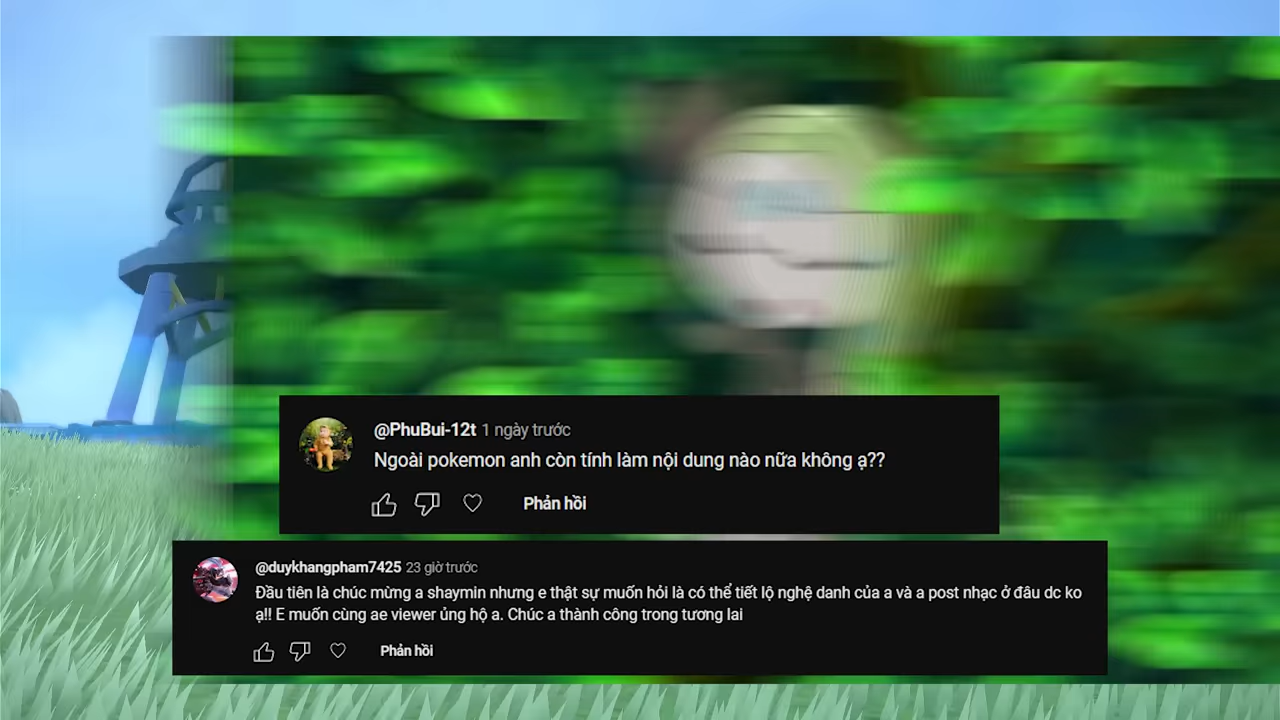 @PhuBui-12t 1 ngày trước
Ngoài pokemon anh còn tính làm nội dung nào nữa không ạ??
Phản hồi
@duykhangpham7425 23 giờ trước
Đầu tiên là chúc mừng a shaymin nhưng e thật sự muốn hỏi là có thể tiết lộ nghệ danh của a và a post nhạc ở đâu dc ko
ạ!! E muốn cùng ae viewer ủng hộ a. Chúc a thành công trong tương lai
Phản hồi